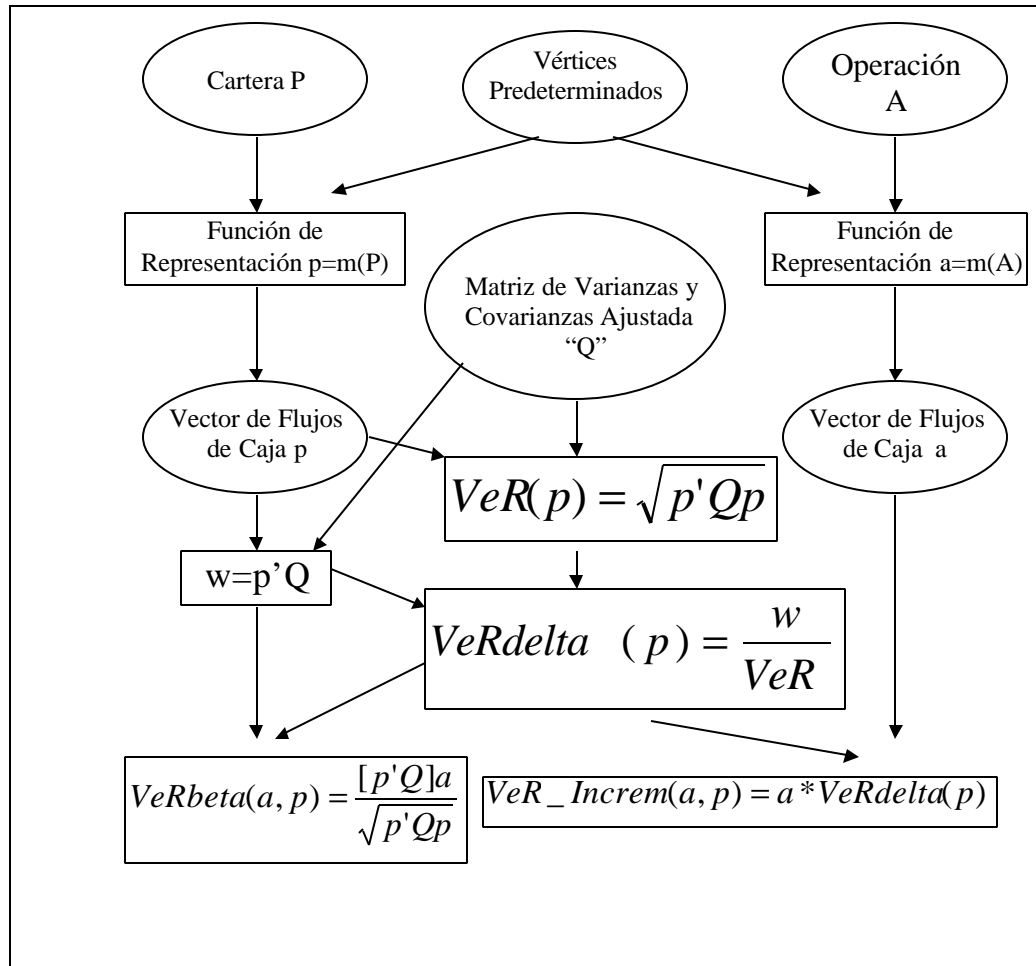 Cartera P
Vértices
Predeterminados
Operación
A
Función de
Representación p=m(P)
Función de
Representación a=m(A)
Matriz de Varianzas y
Covarianzas Ajustada
“Q”
Vector de Flujos
de Caja p
Vector de Flujos
de Caja a
VeR(p) = √p'Qp
w=p’Q
VeRdelta (p) = w / VeR
VeRbeta(a, p) = [p'Q]a / √p'Qp
VeR_Increm(a, p) = a*VeRdelta(p)